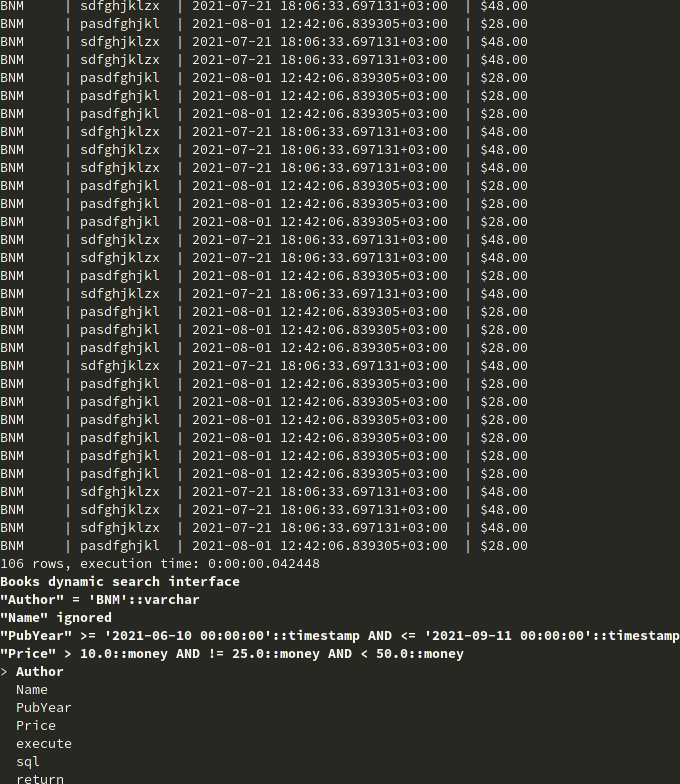 BNM | sdfghjklzx | 2021-07-21 18:06:33.697131+03:00 | $48.00
BNM | pasdfghjkl | 2021-08-01 12:42:06.839305+03:00 | $28.00
BNM | sdfghjklzx | 2021-07-21 18:06:33.697131+03:00 | $48.00
BNM | sdfghjklzx | 2021-07-21 18:06:33.697131+03:00 | $48.00
BNM | pasdfghjkl | 2021-08-01 12:42:06.839305+03:00 | $28.00
BNM | pasdfghjkl | 2021-08-01 12:42:06.839305+03:00 | $28.00
BNM | pasdfghjkl | 2021-08-01 12:42:06.839305+03:00 | $28.00
BNM | sdfghjklzx | 2021-07-21 18:06:33.697131+03:00 | $48.00
BNM | sdfghjklzx | 2021-07-21 18:06:33.697131+03:00 | $48.00
BNM | sdfghjklzx | 2021-07-21 18:06:33.697131+03:00 | $48.00
BNM | pasdfghjkl | 2021-08-01 12:42:06.839305+03:00 | $28.00
BNM | pasdfghjkl | 2021-08-01 12:42:06.839305+03:00 | $28.00
BNM | pasdfghjkl | 2021-08-01 12:42:06.839305+03:00 | $28.00
BNM | sdfghjklzx | 2021-07-21 18:06:33.697131+03:00 | $48.00
BNM | sdfghjklzx | 2021-07-21 18:06:33.697131+03:00 | $48.00
BNM | pasdfghjkl | 2021-08-01 12:42:06.839305+03:00 | $28.00
BNM | sdfghjklzx | 2021-07-21 18:06:33.697131+03:00 | $48.00
BNM | pasdfghjkl | 2021-08-01 12:42:06.839305+03:00 | $28.00
BNM | pasdfghjkl | 2021-08-01 12:42:06.839305+03:00 | $28.00
BNM | pasdfghjkl | 2021-08-01 12:42:06.839305+03:00 | $28.00
BNM | sdfghjklzx | 2021-07-21 18:06:33.697131+03:00 | $48.00
BNM | pasdfghjkl | 2021-08-01 12:42:06.839305+03:00 | $28.00
BNM | pasdfghjkl | 2021-08-01 12:42:06.839305+03:00 | $28.00
BNM | pasdfghjkl | 2021-08-01 12:42:06.839305+03:00 | $28.00
BNM | pasdfghjkl | 2021-08-01 12:42:06.839305+03:00 | $28.00
BNM | pasdfghjkl | 2021-08-01 12:42:06.839305+03:00 | $28.00
BNM | pasdfghjkl | 2021-08-01 12:42:06.839305+03:00 | $28.00
BNM | sdfghjklzx | 2021-07-21 18:06:33.697131+03:00 | $48.00
BNM | sdfghjklzx | 2021-07-21 18:06:33.697131+03:00 | $48.00
BNM | sdfghjklzx | 2021-07-21 18:06:33.697131+03:00 | $48.00
BNM | pasdfghjkl | 2021-08-01 12:42:06.839305+03:00 | $28.00
106 rows, execution time: 0:00:00.042448
Books dynamic search interface
"Author" = 'BNM'::varchar
"Name" ignored
"PubYear" >= '2021-06-10 00:00:00'::timestamp AND <= '2021-09-11 00:00:00'::timestamp
"Price" > 10.0::money AND != 25.0::money AND < 50.0::money
> Author
Name
PubYear
Price
execute
sql
return